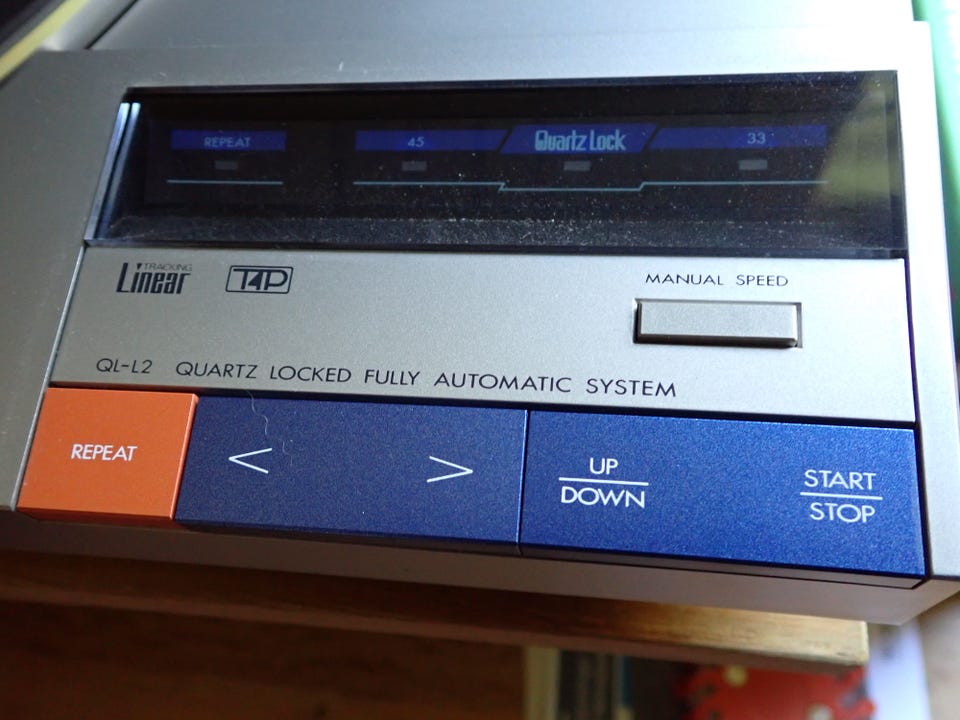 REPEAT 45 Quartz Lock 33
TRACKING
Linear T4P
MANUAL SPEED
QL-L2 QUARTZ LOCKED FULLY AUTOMATIC SYSTEM
REPEAT < > UP
DOWN
START
STOP